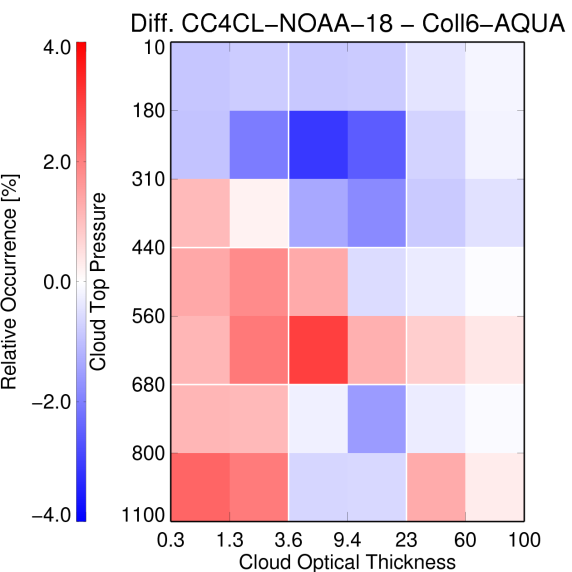 Diff. CC4CL−NOAA−18 − Coll6−AQUA
4.0
2.0
0.0
−2.0
−4.0
Relative Occurrence [%]
Cloud Top Pressure
10
180
310
440
560
680
800
1100
0.3 1.3 3.6 9.4 23 60 100
Cloud Optical Thickness